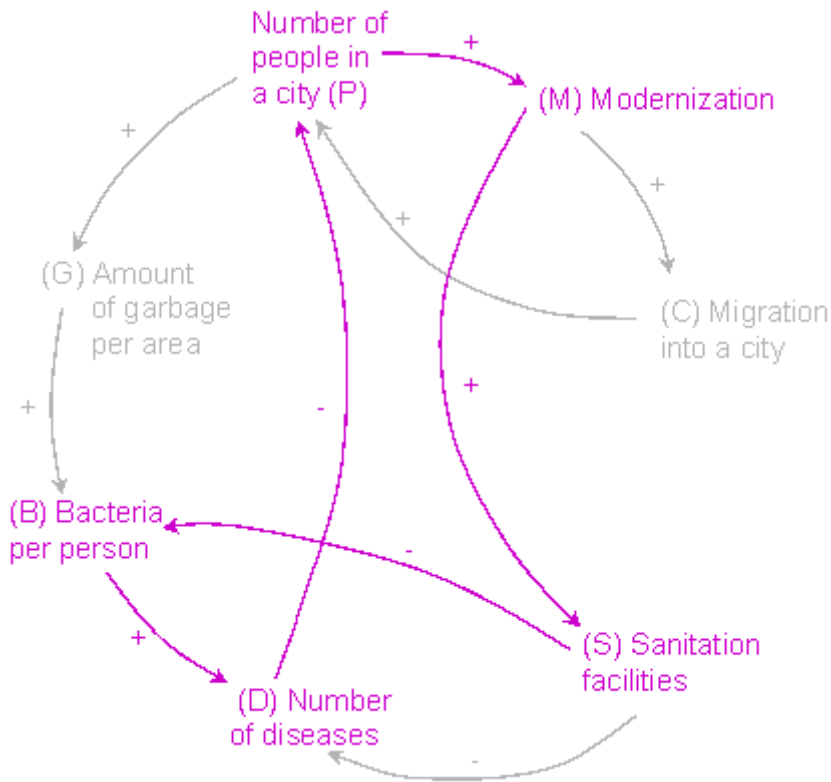 Number of
people in
a city (P)
+
(M) Modernization
+
+
+
(G) Amount
of garbage
per area
(C) Migration
into a city
+
+
-
(B) Bacteria
per person
-
+
(S) Sanitation
facilities
(D) Number
of diseases
-